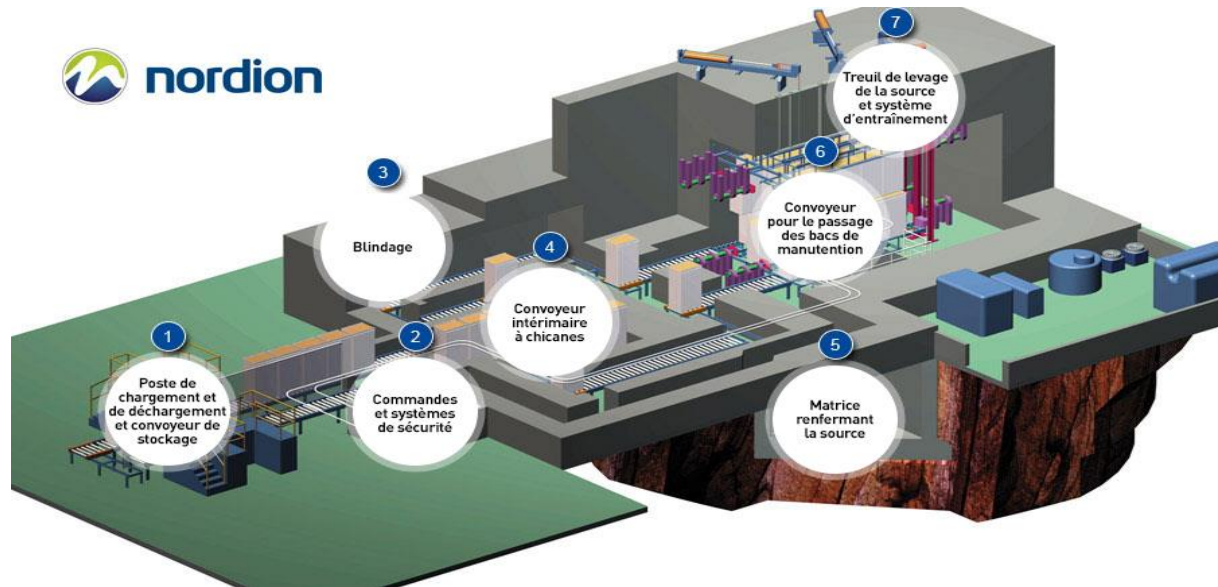 nordion
1
Poste de
chargement et
de déchargement
et convoyeur de
stockage
2
Commandes
et systèmes
de sécurité
3
Blindage
4
Convoyeur
intérimaire
à chicanes
5
Matrice
renfermant
la source
6
Convoyeur
pour le passage
des bacs de
manutention
7
Treuil de levage
de la source
et système
d'entraînement